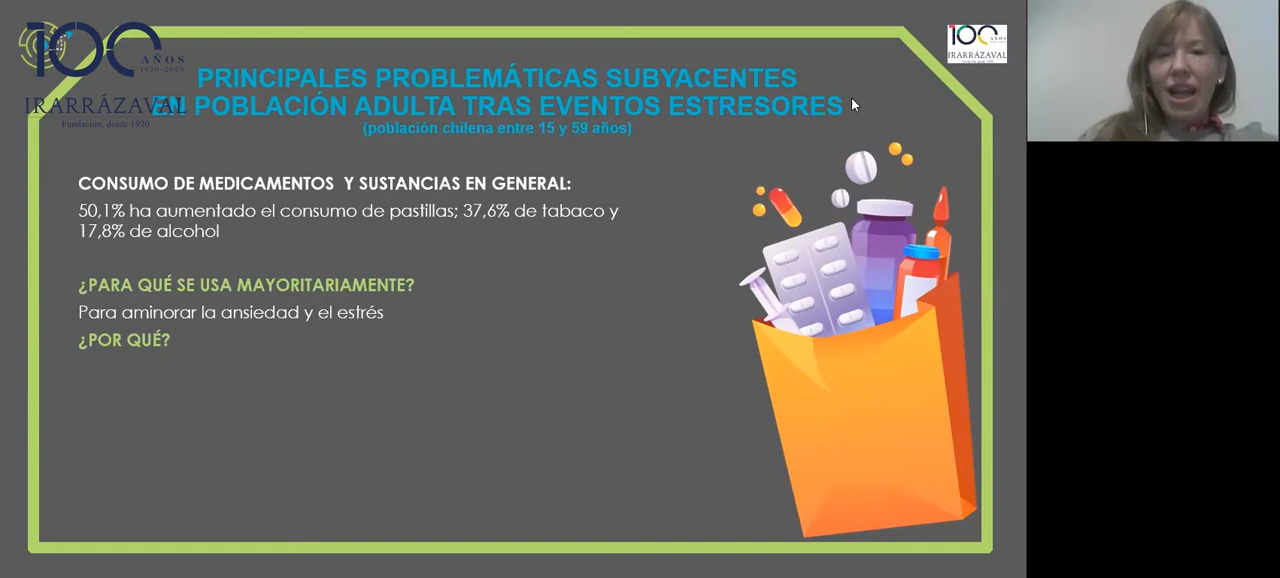 100
AÑOS
1920-2020
IRARRÁZAVAL
Fundación, desde 1920
100
AÑOS
IRARRÁZAVAL
PRINCIPALES PROBLEMÁTICAS SUBYACENTES
EN POBLACIÓN ADULTA TRAS EVENTOS ESTRESORES
(población chilena entre 15 y 59 años)
CONSUMO DE MEDICAMENTOS Y SUSTANCIAS EN GENERAL:
50,1% ha aumentado el consumo de pastillas; 37,6% de tabaco y
17,8% de alcohol
¿PARA QUÉ SE USA MAYORITARIAMENTE?
Para aminorar la ansiedad y el estrés
¿POR QUÉ?